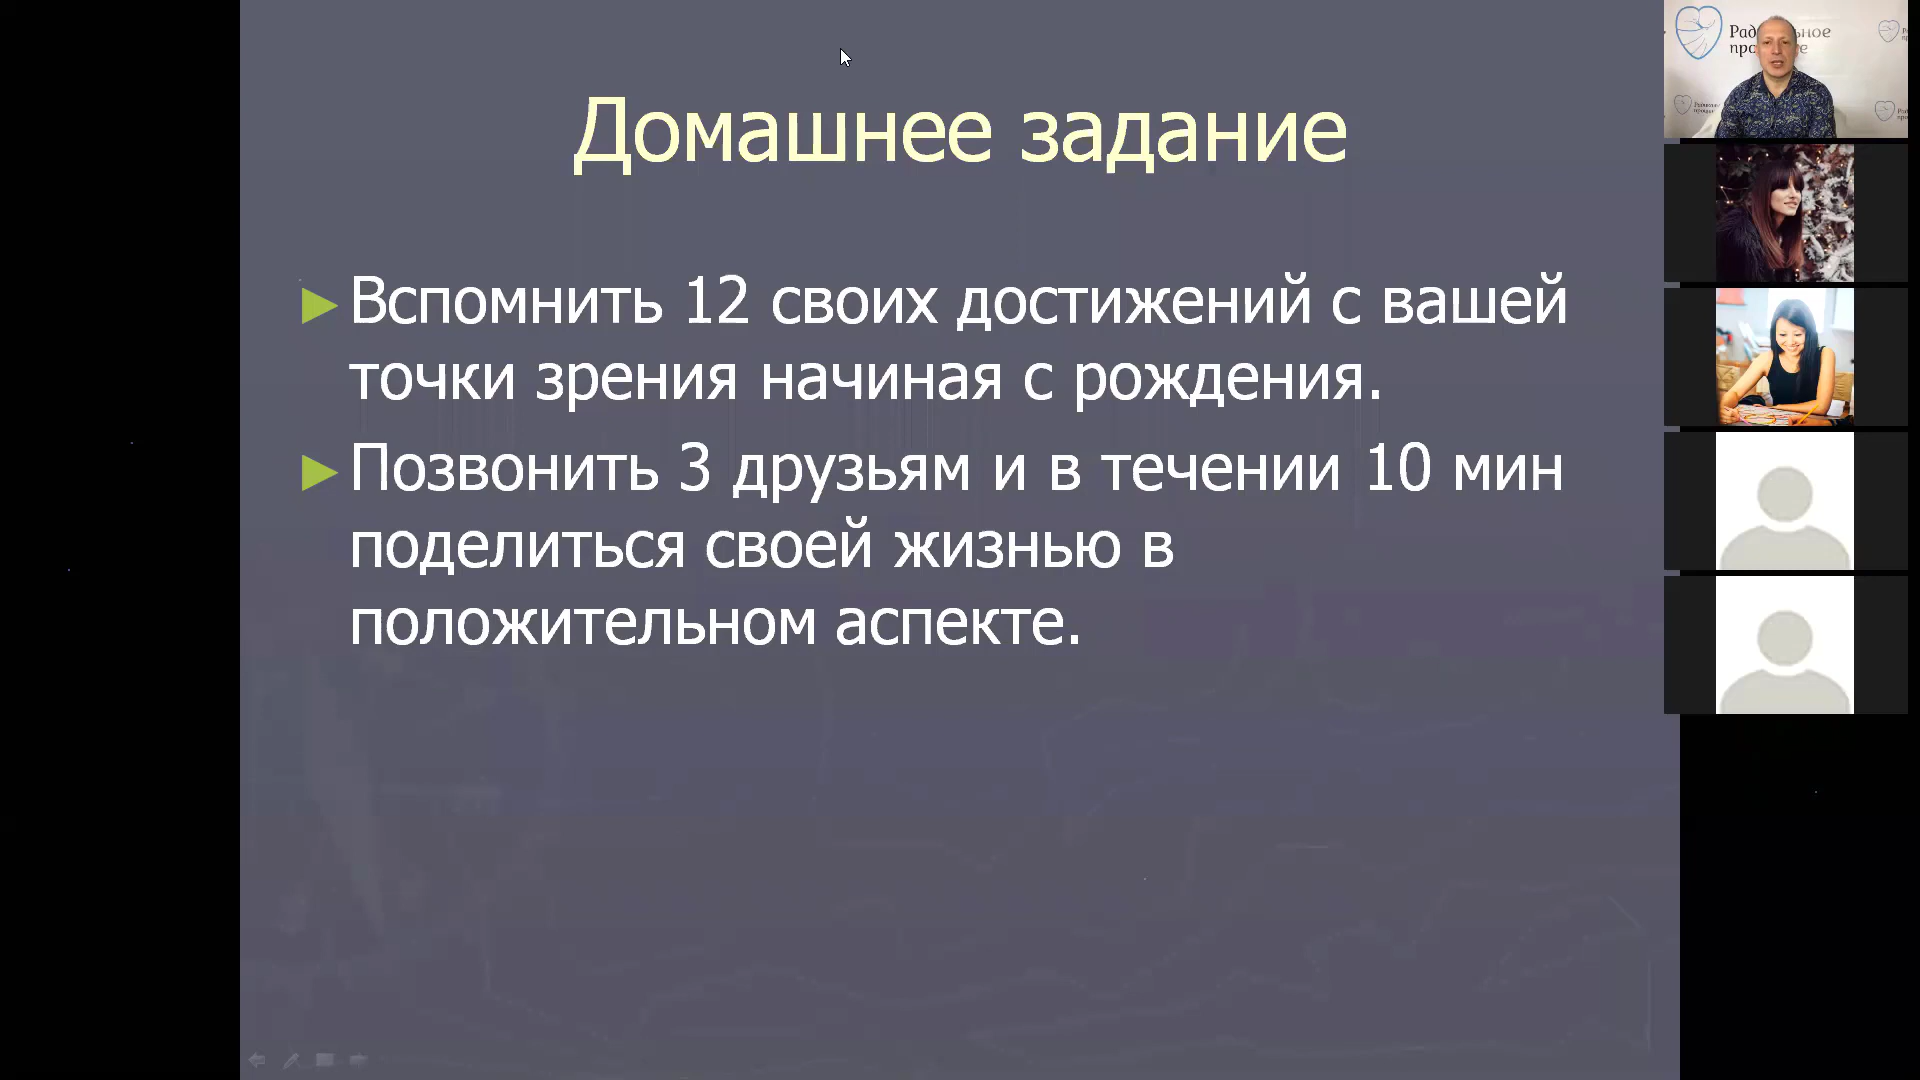 Домашнее задание
Вспомнить 12 своих достижений с вашей
точки зрения начиная с рождения.
Позвонить 3 друзьям и в течении 10 мин
поделиться своей жизнью в
положительном аспекте.